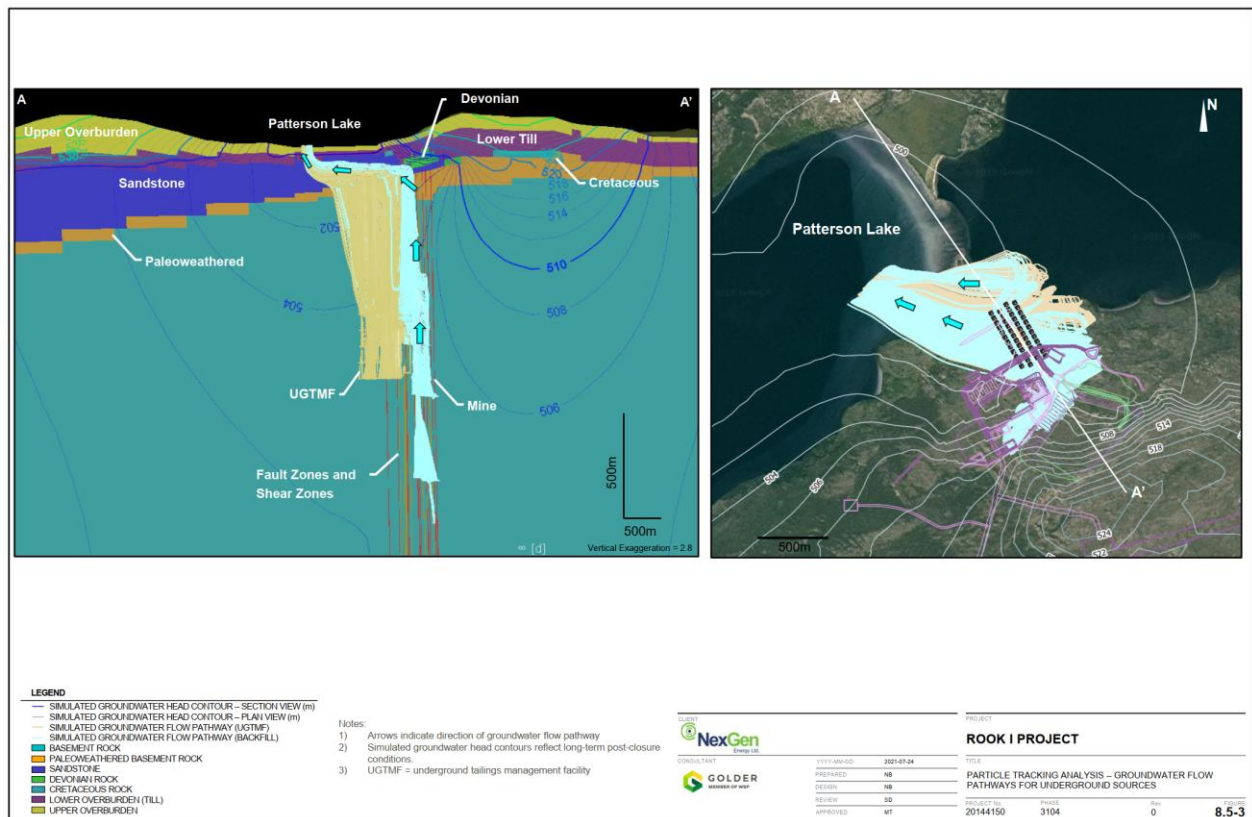 A
A'
Devonian
Patterson Lake
Upper Overburden
Lower Till
Sandstone
Cretaceous
Paleoweathered
UGTMF
Mine
Fault Zones and
Shear Zones
502
504
520
518
516
514
510
508
506
500m
500m
∞ [d]
Vertical Exaggeration = 2.8
A
N
500
Patterson Lake
504
506
508
514
518
524
522
A'
500m
LEGEND
SIMULATED GROUNDWATER HEAD CONTOUR – SECTION VIEW (m)
SIMULATED GROUNDWATER HEAD CONTOUR – PLAN VIEW (m)
SIMULATED GROUNDWATER FLOW PATHWAY (UGTMF)
SIMULATED GROUNDWATER FLOW PATHWAY (BACKFILL)
BASEMENT ROCK
PALEOWEATHERED BASEMENT ROCK
SANDSTONE
DEVONIAN ROCK
CRETACEOUS ROCK
LOWER OVERBURDEN (TILL)
UPPER OVERBURDEN
Notes:
1) Arrows indicate direction of groundwater flow pathway
2) Simulated groundwater head contours reflect long-term post-closure
conditions.
3) UGTMF = underground tailings management facility
CLIENT
NexGen
Energy Ltd.
CONSULTANT
GOLDER
MEMBER OF WSP
YYYY-MM-DD 2021-07-24
PREPARED NB
DESIGN NB
REVIEW SD
APPROVED MT
PROJECT
ROOK I PROJECT
TITLE
PARTICLE TRACKING ANALYSIS – GROUNDWATER FLOW
PATHWAYS FOR UNDERGROUND SOURCES
PROJECT No PHASE Rev FIGURE
20144150 3104 0 8.5-3